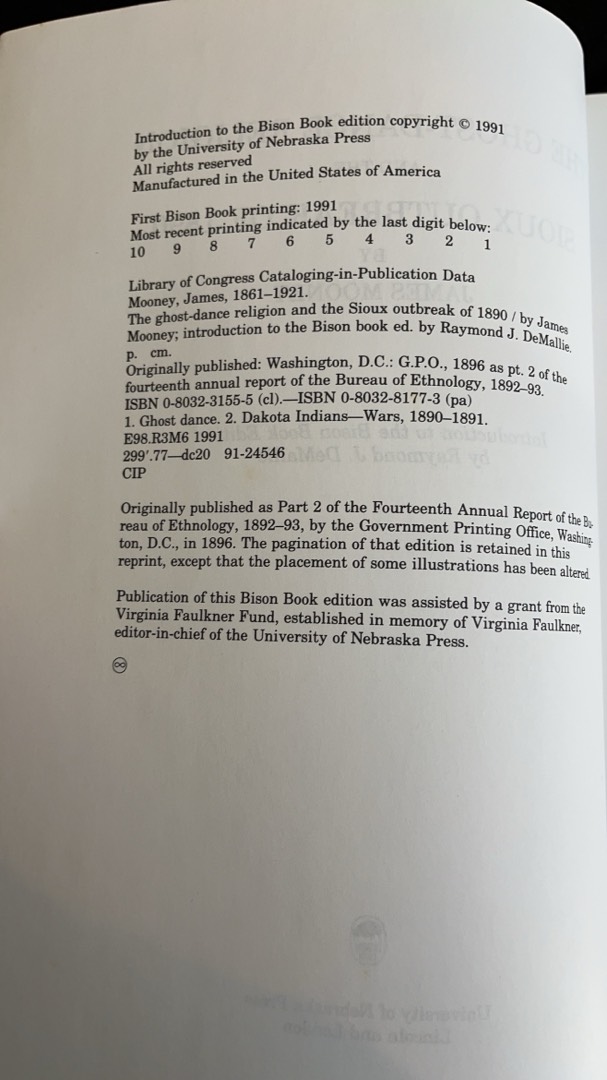 Introduction to the Bison Book edition copyright © 1991
by the University of Nebraska Press
All rights reserved
Manufactured in the United States of America
First Bison Book printing: 1991
Most recent printing indicated by the last digit below:
10 9 8 7 6 5 4 3 2 1
Library of Congress Cataloging-in-Publication Data
Mooney, James, 1861–1921.
The ghost-dance religion and the Sioux outbreak of 1890 / by James
Mooney; introduction to the Bison book ed. by Raymond J. DeMallie.
p. cm.
Originally published: Washington, D.C.: G.P.O., 1896 as pt. 2 of the
fourteenth annual report of the Bureau of Ethnology, 1892–93.
ISBN 0-8032-3155-5 (cl).—ISBN 0-8032-8177-3 (pa)
1. Ghost dance. 2. Dakota Indians—Wars, 1890–1891.
E98.R3M6 1991
299′.77—dc20 91-24546
CIP
Originally published as Part 2 of the Fourteenth Annual Report of the Bu-
reau of Ethnology, 1892–93, by the Government Printing Office, Washing-
ton, D.C., in 1896. The pagination of that edition is retained in this
reprint, except that the placement of some illustrations has been altered
Publication of this Bison Book edition was assisted by a grant from the
Virginia Faulkner Fund, established in memory of Virginia Faulkner,
editor-in-chief of the University of Nebraska Press.